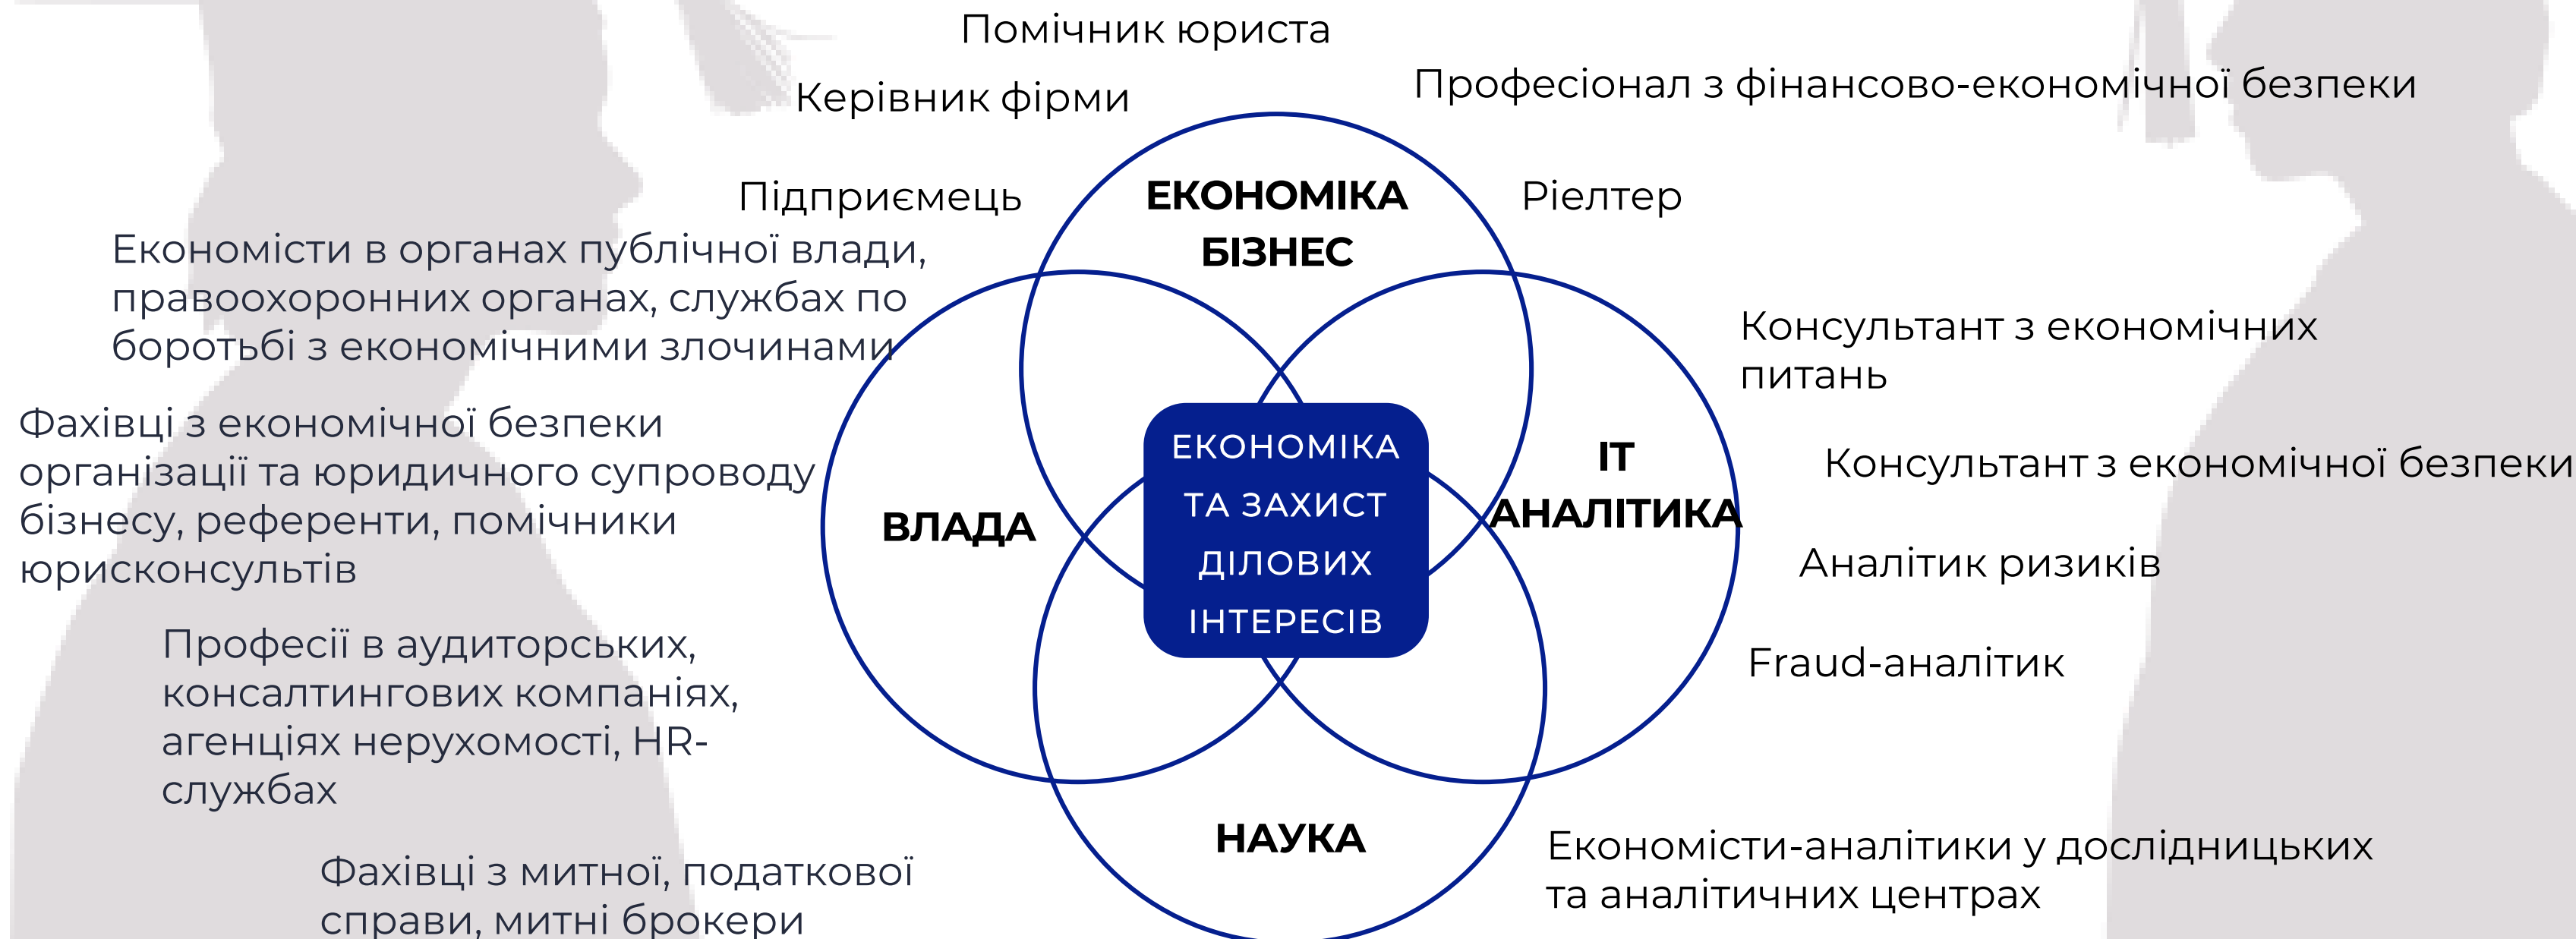 Помічник юриста
Керівник фірми
Професіонал з фінансово-економічної безпеки
Підприємець
ЕКОНОМІКА
БІЗНЕС
Ріелтер
Економісти в органах публічної влади,
правоохоронних органах, службах по
боротьбі з економічними злочинами
Консультант з економічних
питань
Фахівці з економічної безпеки
організації та юридичного супроводу
бізнесу, референти, помічники
юрисконсультів
ВЛАДА
ЕКОНОМІКА
ТА ЗАХИСТ
ДІЛОВИХ
ІНТЕРЕСІВ
ІТ
АНАЛІТИКА
Консультант з економічної безпеки
Аналітик ризиків
Fraud-аналітик
Професії в аудиторських,
консалтингових компаніях,
агенціях нерухомості, HR-
службах
НАУКА
Економісти-аналітики у дослідницьких
та аналітичних центрах
Фахівці з митної, податкової
справи, митні брокери